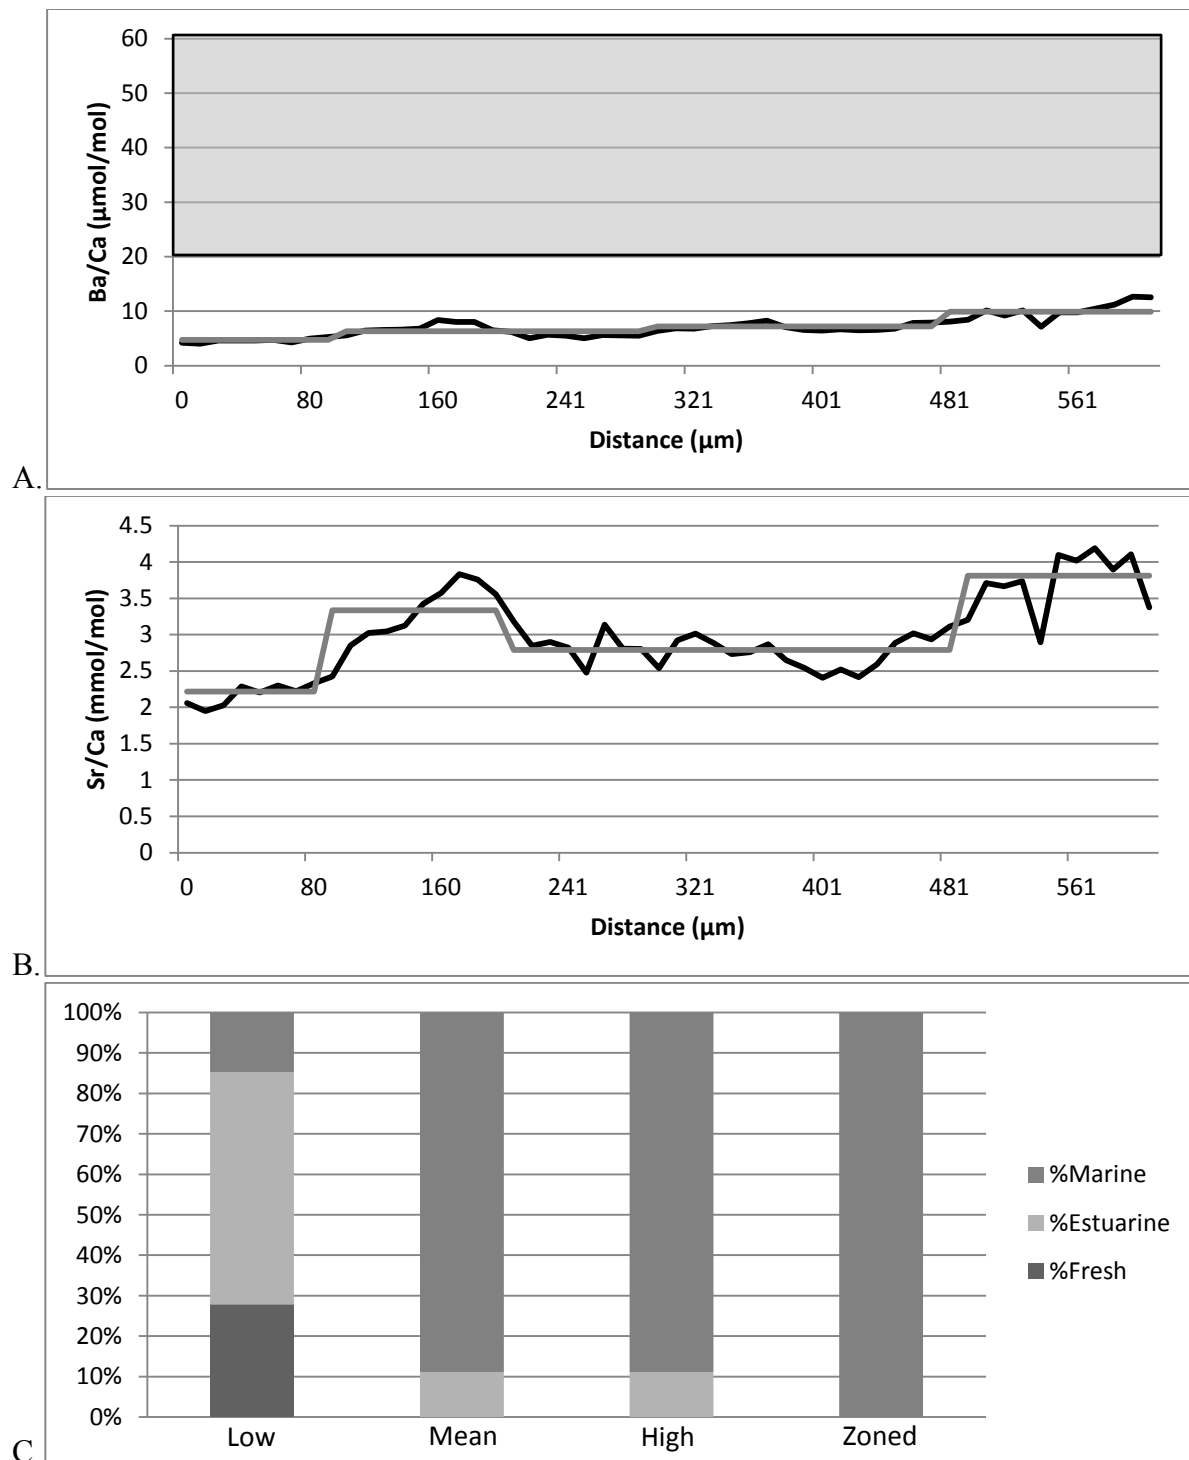 60
50
40
30
20
10
0
Ba/Ca (µmol/mol)
0 80 160 241 321 401 481 561
Distance (µm)
A.
4.5
4
3.5
3
2.5
2
1.5
1
0.5
0
Sr/Ca (mmol/mol)
0 80 160 241 321 401 481 561
Distance (µm)
B.
100%
90%
80%
70%
60%
50%
40%
30%
20%
10%
0%
Low Mean High Zoned
%Marine
%Estuarine
%Fresh
C